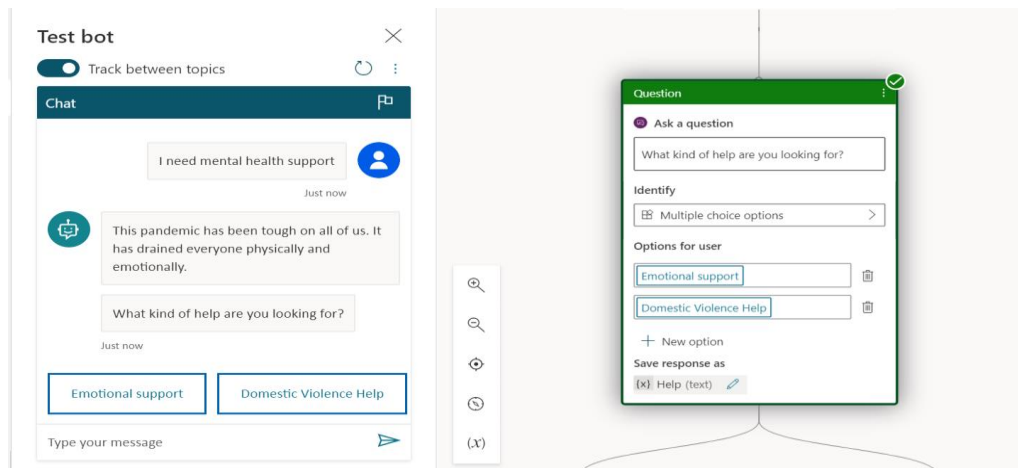 Test bot
Track between topics
Chat
I need mental health support
Just now
This pandemic has been tough on all of us. It
has drained everyone physically and
emotionally.
What kind of help are you looking for?
Just now
Emotional support
Domestic Violence Help
Type your message
(x)
Question
Ask a question
What kind of help are you looking for?
Identify
Multiple choice options
Options for user
Emotional support
Domestic Violence Help
+ New option
Save response as
(x) Help (text)